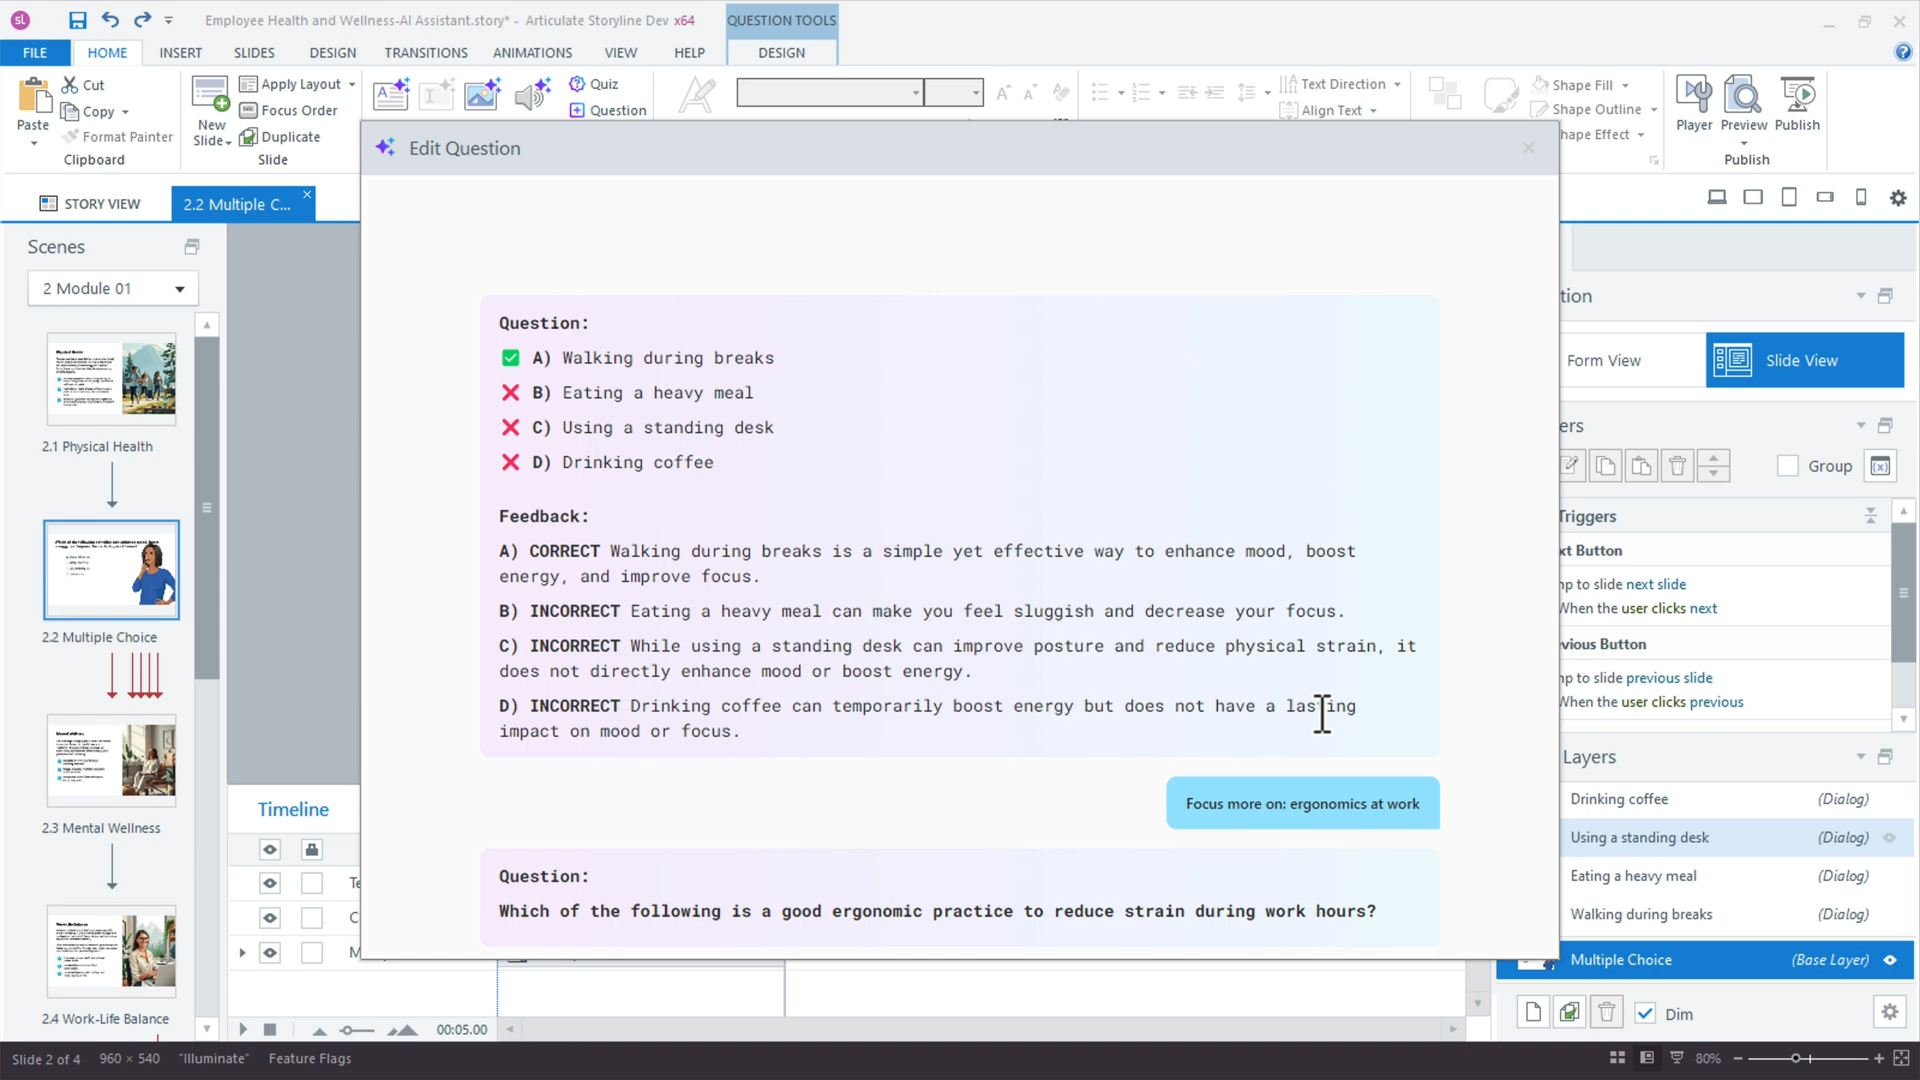 sl
Employee Health and Wellness-AI Assistant.story* - Articulate Storyline Dev x64
QUESTION TOOLS
FILE HOME INSERT SLIDES DESIGN TRANSITIONS ANIMATIONS VIEW HELP DESIGN
Paste
Cut
Copy
Format Painter
Clipboard
New
Slide
Apply Layout
Focus Order
Duplicate
Slide
Quiz
Question
Text Direction
Align Text
Shape Fill
Shape Outline
hape Effect
Player
Preview
Publish
Publish
STORY VIEW
2.2 Multiple C...
Scenes
2 Module 01
2.1 Physical Health
2.2 Multiple Choice
2.3 Mental Wellness
2.4 Work-Life Balance
Edit Question
Question:
A) Walking during breaks
B) Eating a heavy meal
C) Using a standing desk
D) Drinking coffee
Feedback:
A) CORRECT Walking during breaks is a simple yet effective way to enhance mood, boost
energy, and improve focus.
B) INCORRECT Eating a heavy meal can make you feel sluggish and decrease your focus.
C) INCORRECT While using a standing desk can improve posture and reduce physical strain, it
does not directly enhance mood or boost energy.
D) INCORRECT Drinking coffee can temporarily boost energy but does not have a lasting
impact on mood or focus.
Focus more on: ergonomics at work
Question:
Which of the following is a good ergonomic practice to reduce strain during work hours?
Timeline
Te
C
M
00:05.00
tion
Form View
Slide View
ers
Group
(x)
Triggers
xt Button
np to slide next slide
When the user clicks next
evious Button
mp to slide previous slide
When the user clicks previous
Layers
Drinking coffee (Dialog)
Using a standing desk (Dialog)
Eating a heavy meal (Dialog)
Walking during breaks (Dialog)
Multiple Choice (Base Layer)
Dim
Slide 2 of 4 960 × 540 "Illuminate" Feature Flags
80%